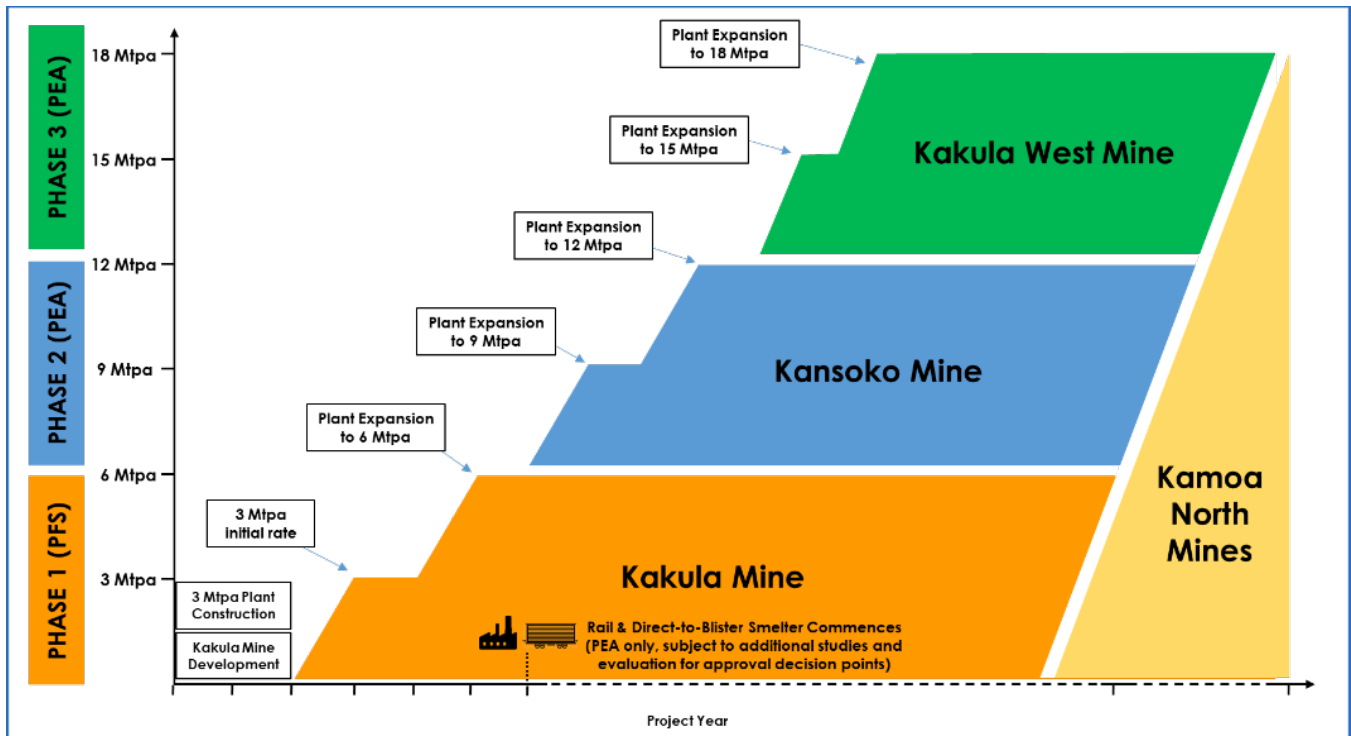 PHASE 3 (PEA)
PHASE 2 (PEA)
PHASE 1 (PFS)
18 Mtpa
15 Mtpa
12 Mtpa
9 Mtpa
6 Mtpa
3 Mtpa
Plant Expansion
to 18 Mtpa
Plant Expansion
to 15 Mtpa
Plant Expansion
to 12 Mtpa
Plant Expansion
to 9 Mtpa
Plant Expansion
to 6 Mtpa
3 Mtpa
initial rate
3 Mtpa Plant
Construction
Kakula Mine
Development
Kakula West Mine
Kansoko Mine
Kakula Mine
Kamoa
North
Mines
Rail & Direct-to-Blister Smelter Commences
(PEA only, subject to additional studies and
evaluation for approval decision points)
Project Year